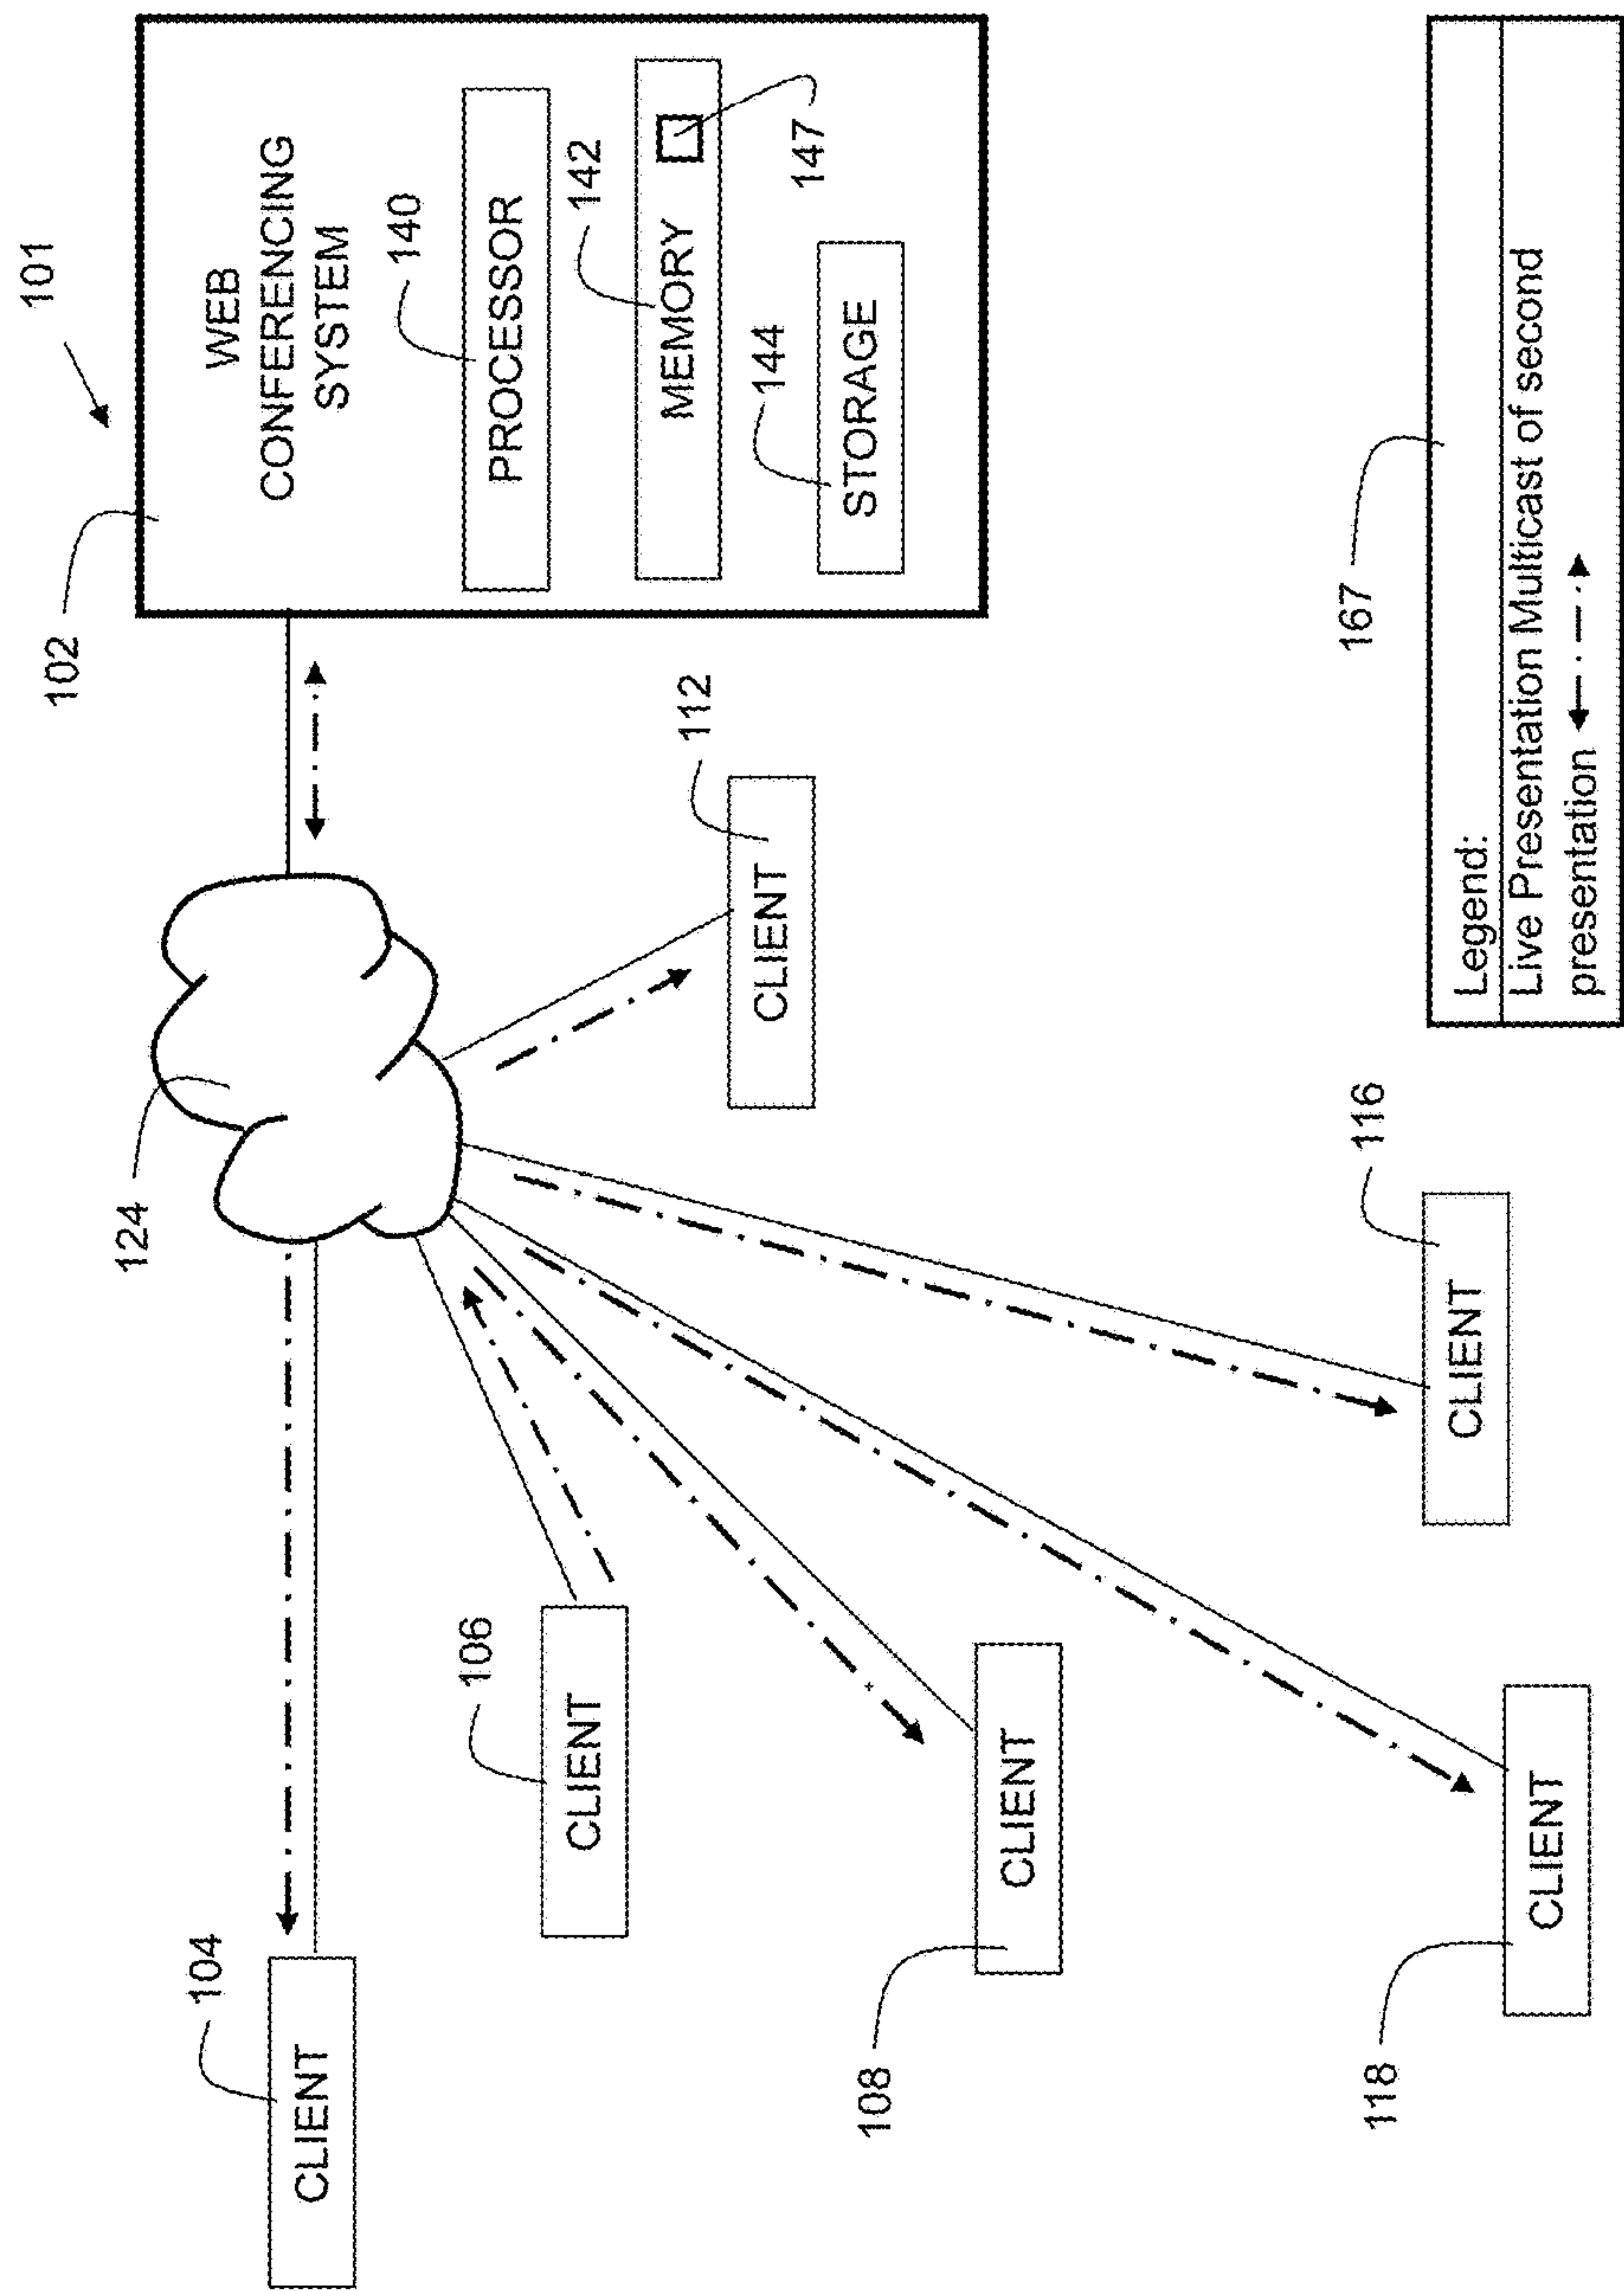 101
102
WEB
CONFERENCING
SYSTEM
140
PROCESSOR
142
MEMORY
147
144
STORAGE
124
104
CLIENT
106
CLIENT
112
CLIENT
108
CLIENT
116
CLIENT
118
CLIENT
167
Legend:
Live Presentation Multicast of second
presentation